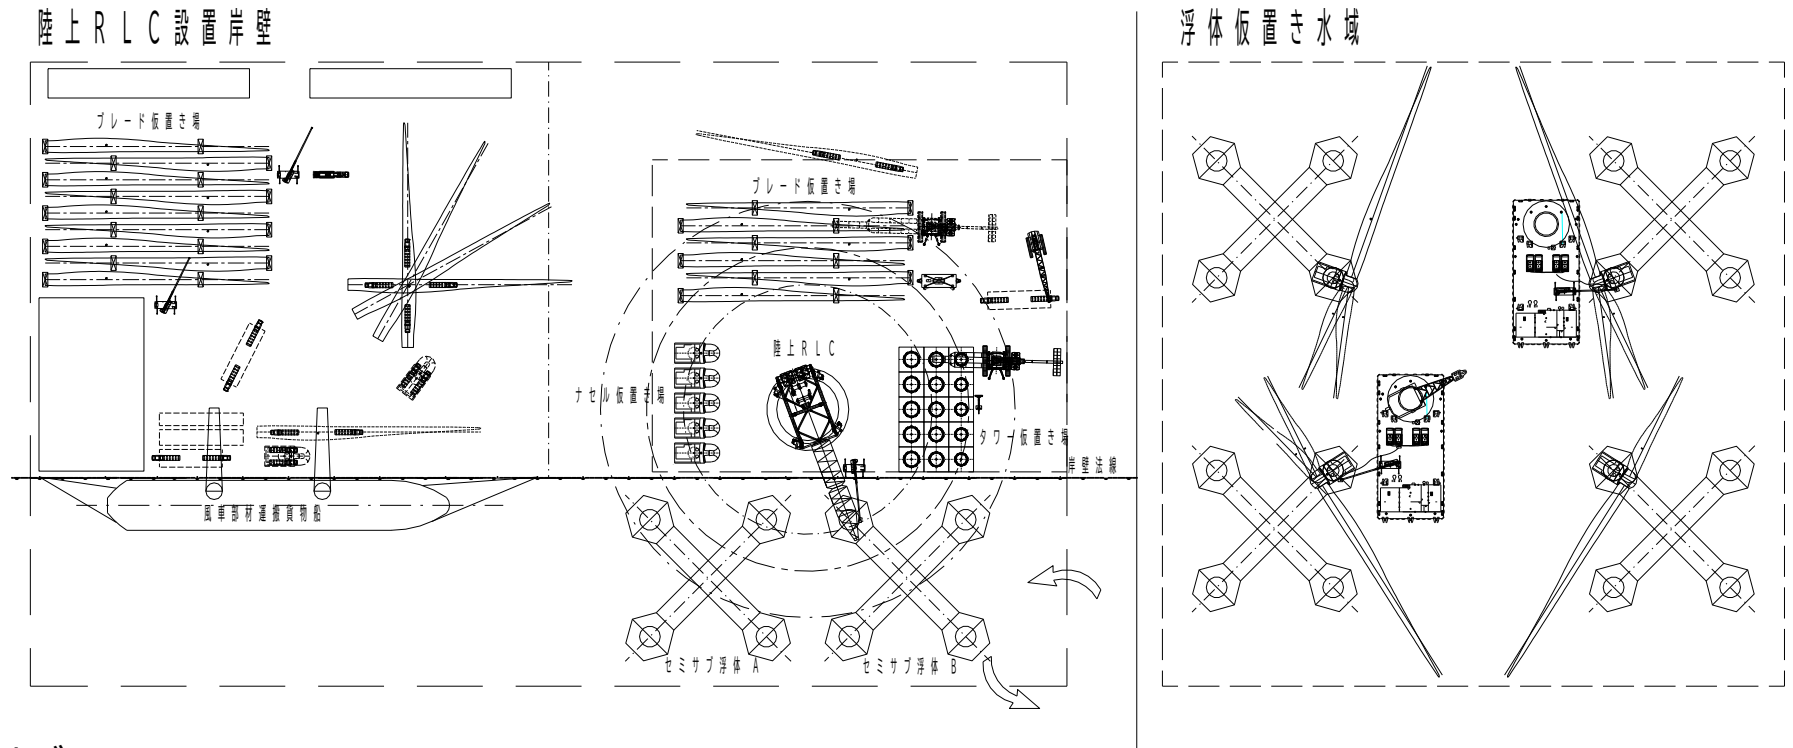 陸上RLC設置岸壁
浮体仮置き水域
ブレード仮置き場
ブレード仮置き場
陸上RLC
ナセル仮置き場
タワー仮置き場
岸壁法線
風車部材運搬貨物船
セミサブ浮体A
セミサブ浮体B